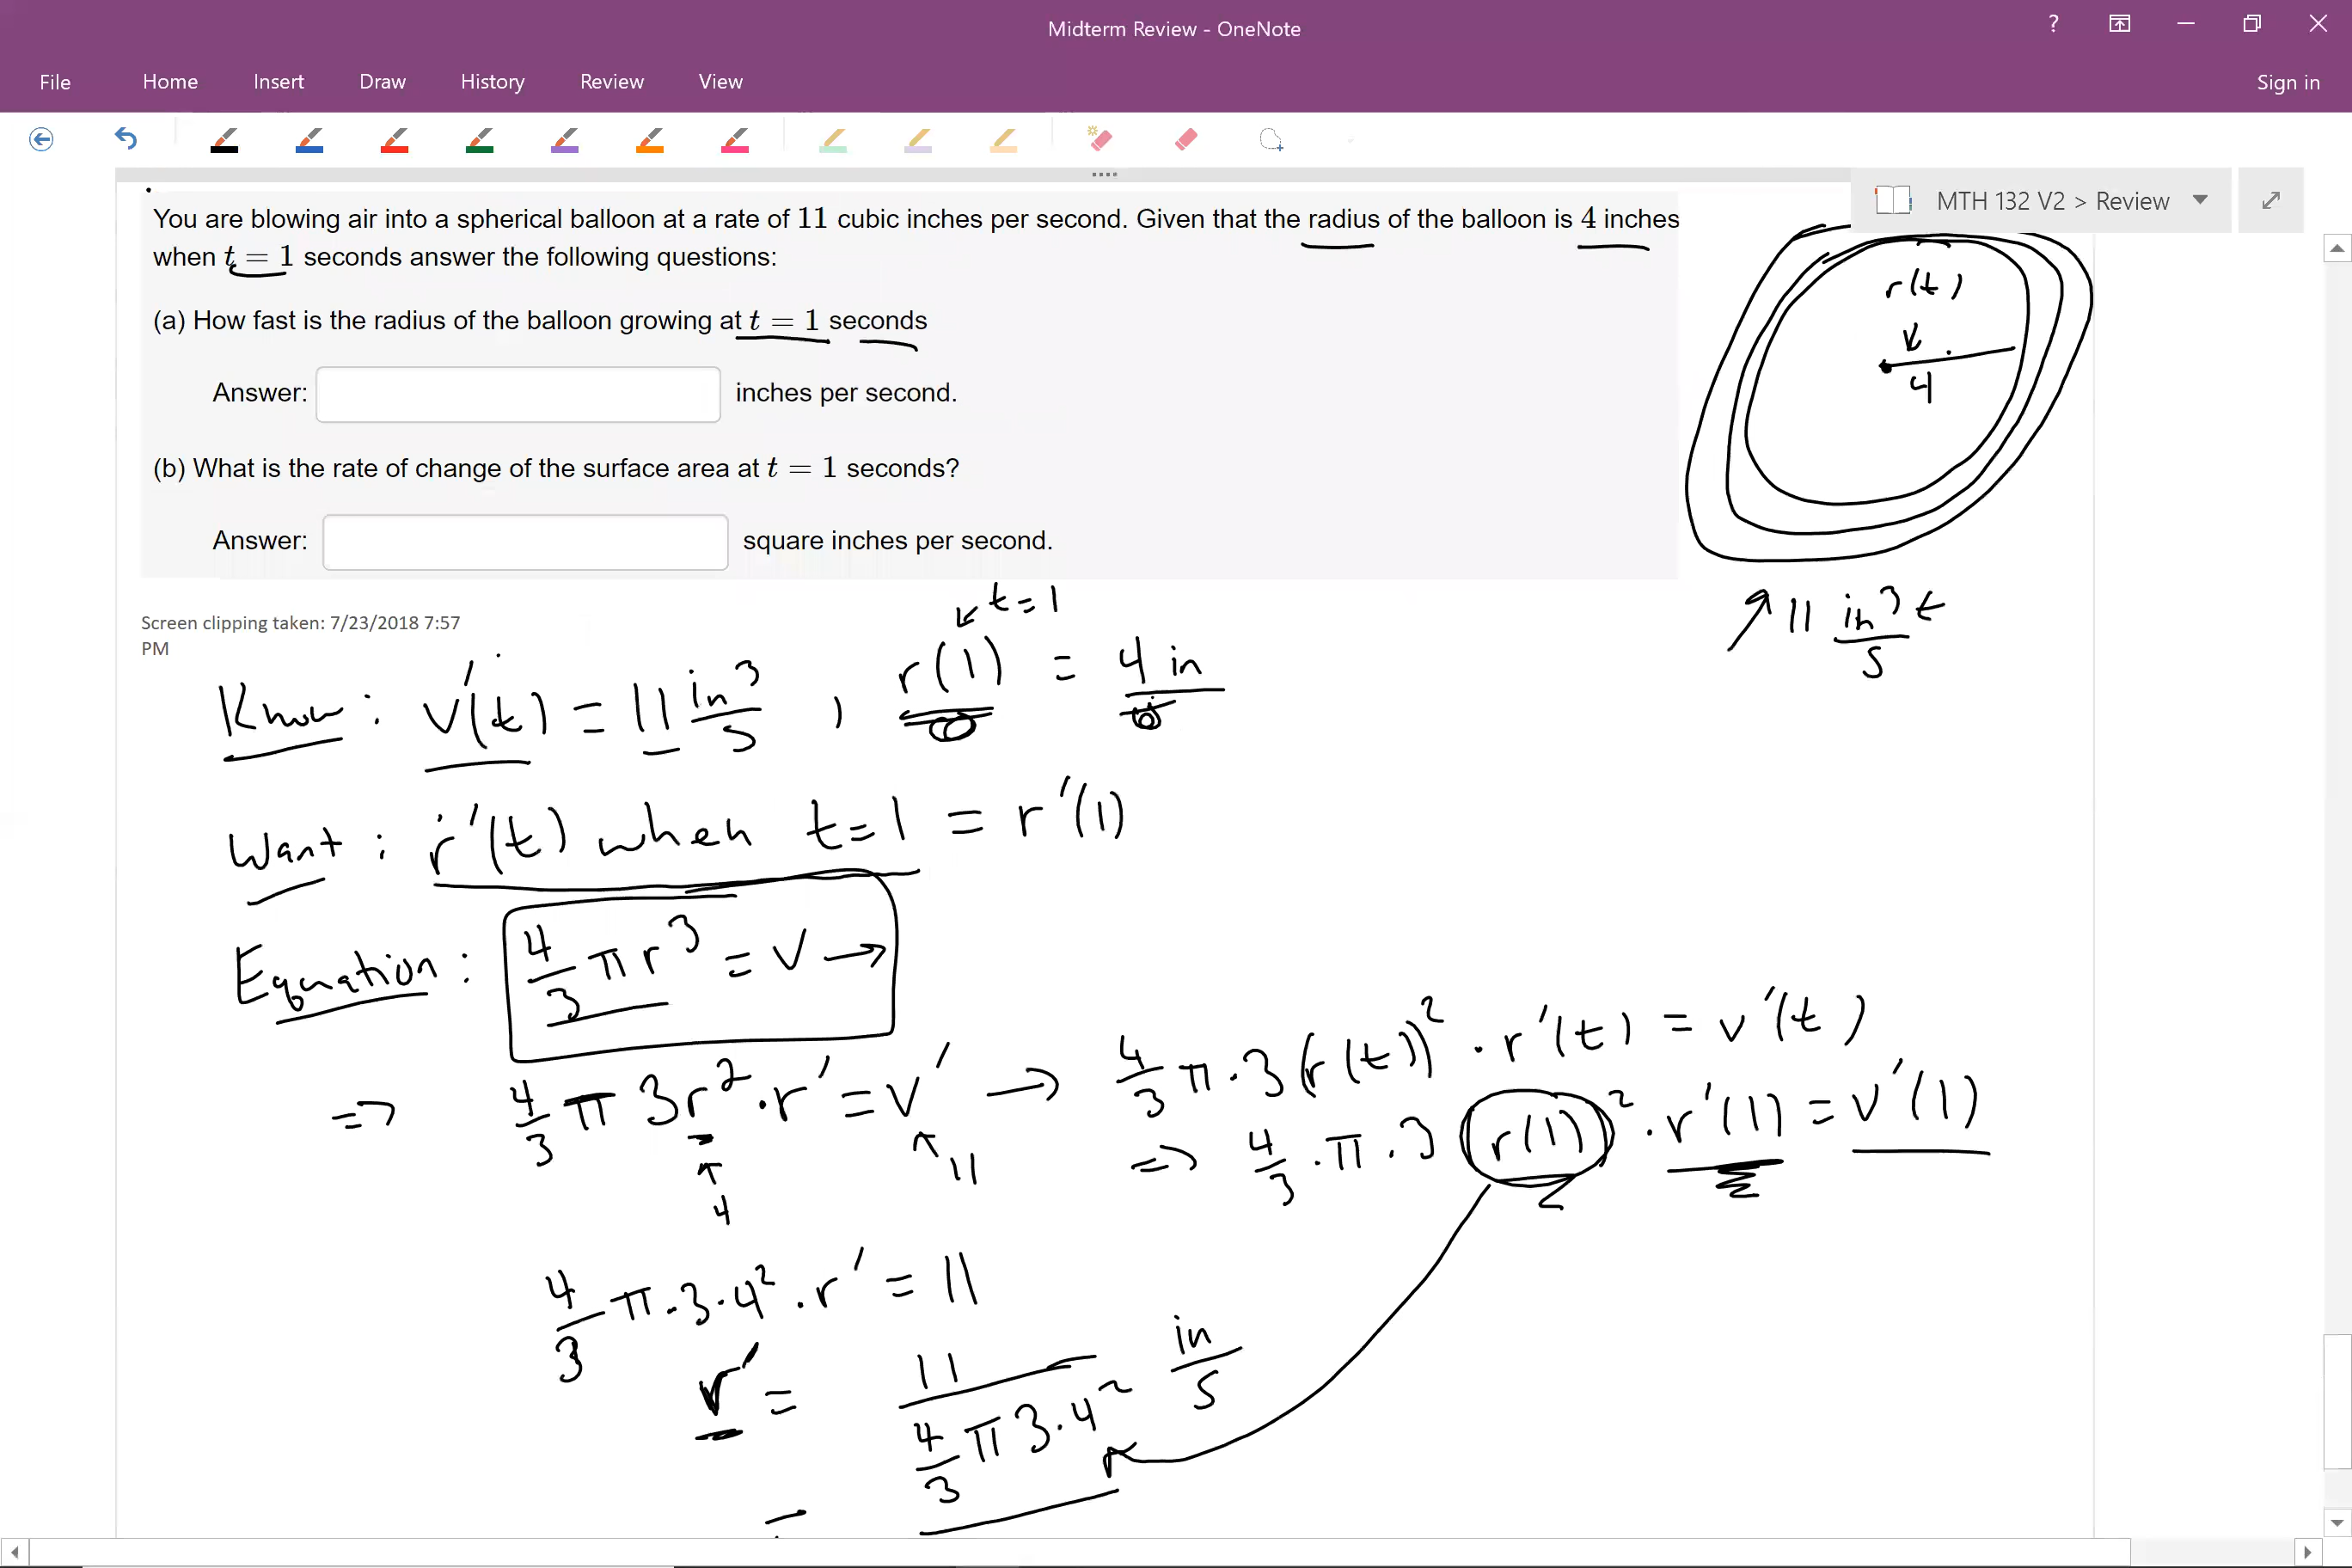 Midterm Review - OneNote
File Home Insert Draw History Review View Sign in
MTH 132 V2 > Review
You are blowing air into a spherical balloon at a rate of 11 cubic inches per second. Given that the radius of the balloon is 4 inches
when t = 1 seconds answer the following questions:
(a) How fast is the radius of the balloon growing at t = 1 seconds
Answer: inches per second.
(b) What is the rate of change of the surface area at t = 1 seconds?
Answer: square inches per second.
r(t)
4
11 in³/s
Screen clipping taken: 7/23/2018 7:57
PM
t=1
Know: v'(t) = 11 in³/s , r(1) = 4 in
Want: r'(t) when t=1 = r'(1)
Equation: 4/3 π r³ = V →
⇒ 4/3 π 3r² · r' = v' → 4/3 π · 3 (r(t))² · r'(t) = v'(t)
4
11
⇒ 4/3 · π · 3 (r(1))² · r'(1) = v'(1)
4/3 π · 3 · 4² · r' = 11
r' = 11 / (4/3 π 3 · 4²) in/s
=